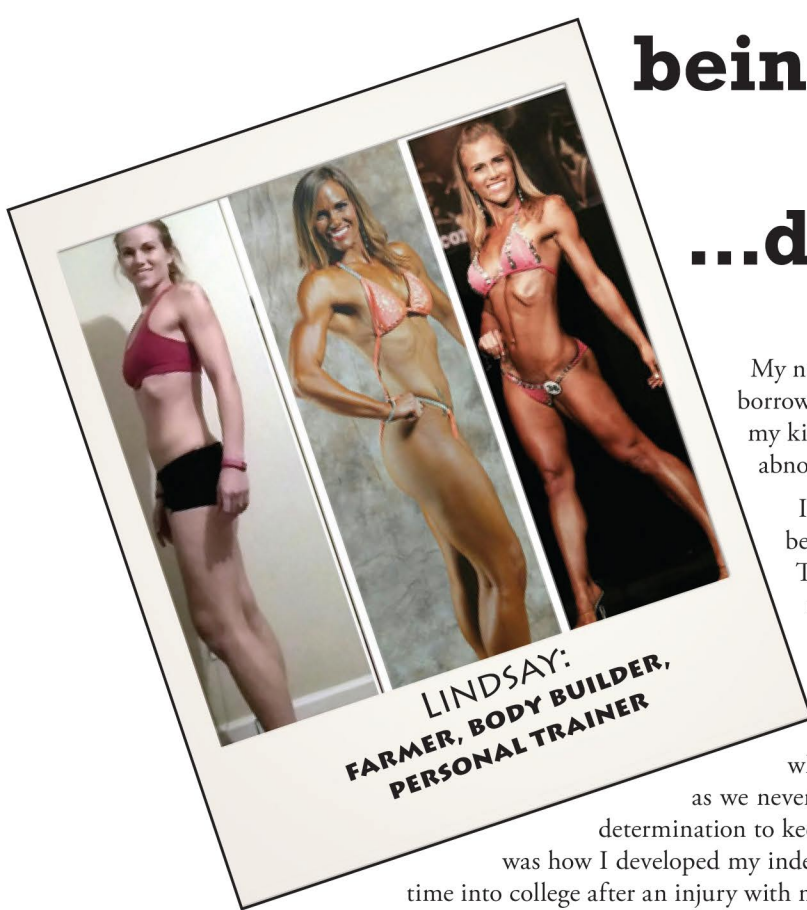 bein
...d
My n
borrow
my ki
abno
I
be
T
LINDSAY:
FARMER, BODY BUILDER,
PERSONAL TRAINER
w
as we never
determination to kee
was how I developed my inde
time into college after an injury with m